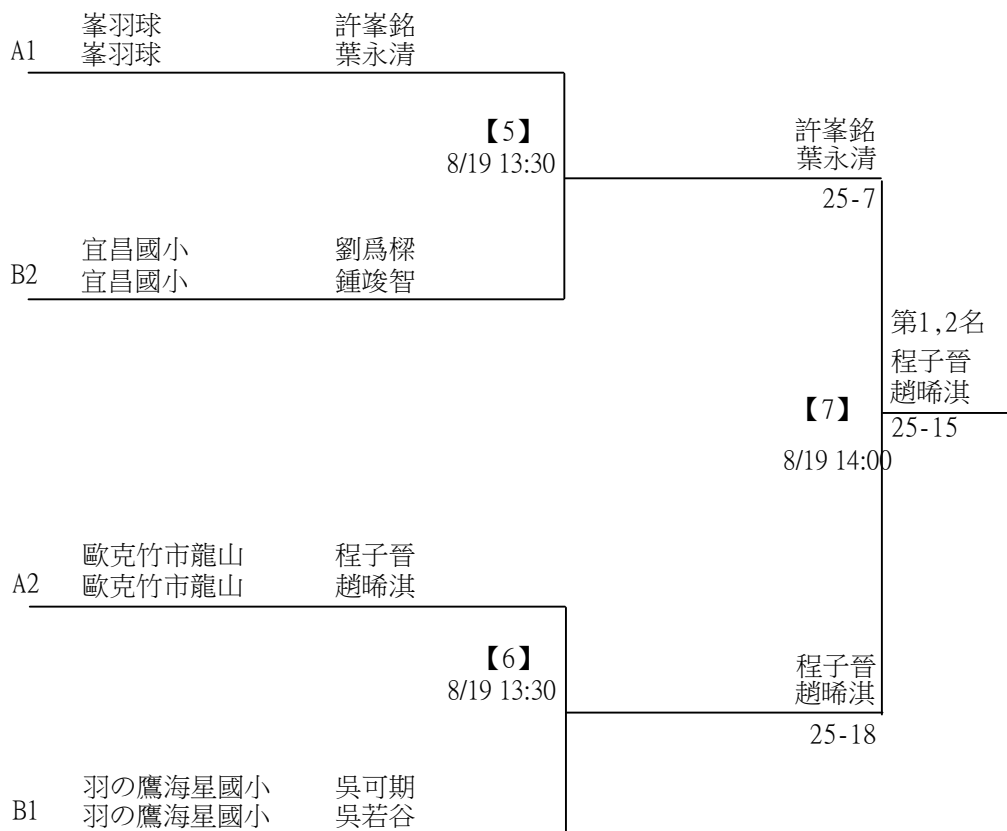 A1 峯羽球 許峯銘
峯羽球 葉永清
【5】
8/19 13:30
許峯銘
葉永清
25-7
B2 宜昌國小 劉爲樑
宜昌國小 鍾竣智
第1,2名
程子晉
趙晞淇
【7】
25-15
8/19 14:00
A2 歐克竹市龍山 程子晉
歐克竹市龍山 趙晞淇
【6】
8/19 13:30
程子晉
趙晞淇
25-18
B1 羽の鷹海星國小 吳可期
羽の鷹海星國小 吳若谷